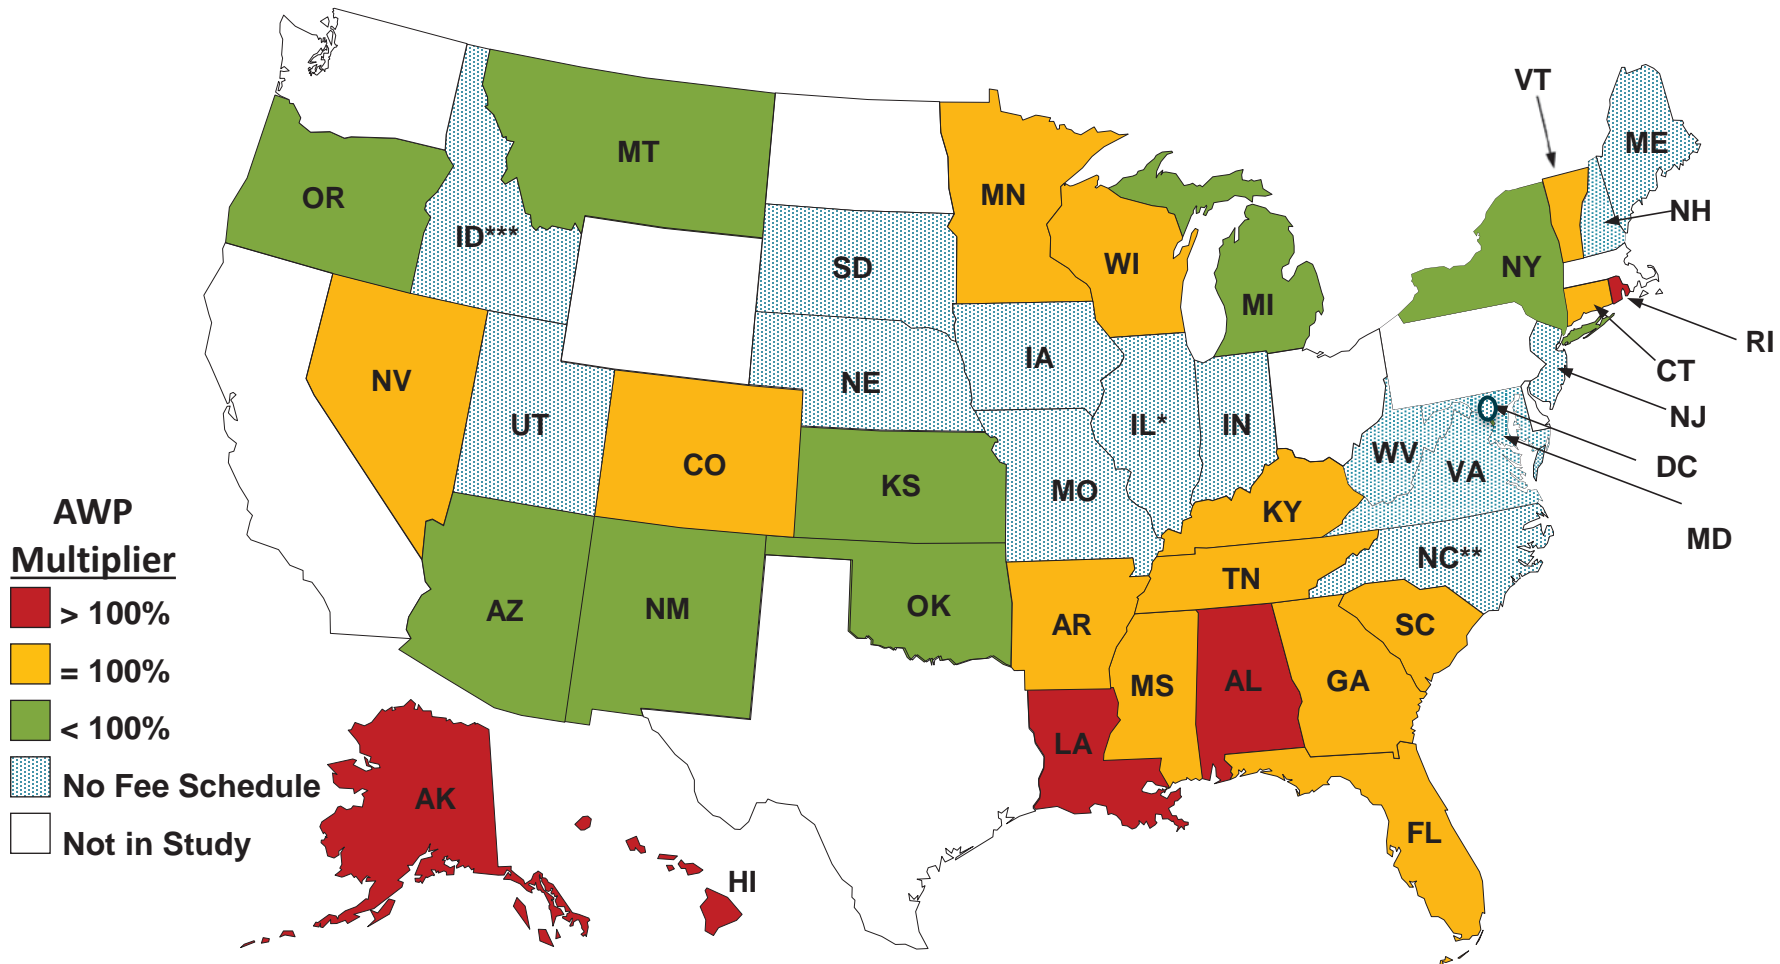 VT
ME
MT
OR
MN
NH
ID***
SD
WI
NY
MI
RI
IA
CT
NV
NE
NJ
UT
IL*
IN
WV
VA
DC
CO
KS
MO
KY
MD
NC**
TN
AWP
Multiplier
> 100%
= 100%
< 100%
No Fee Schedule
Not in Study
AZ
NM
OK
AR
SC
MS
AL
GA
LA
AK
FL
HI